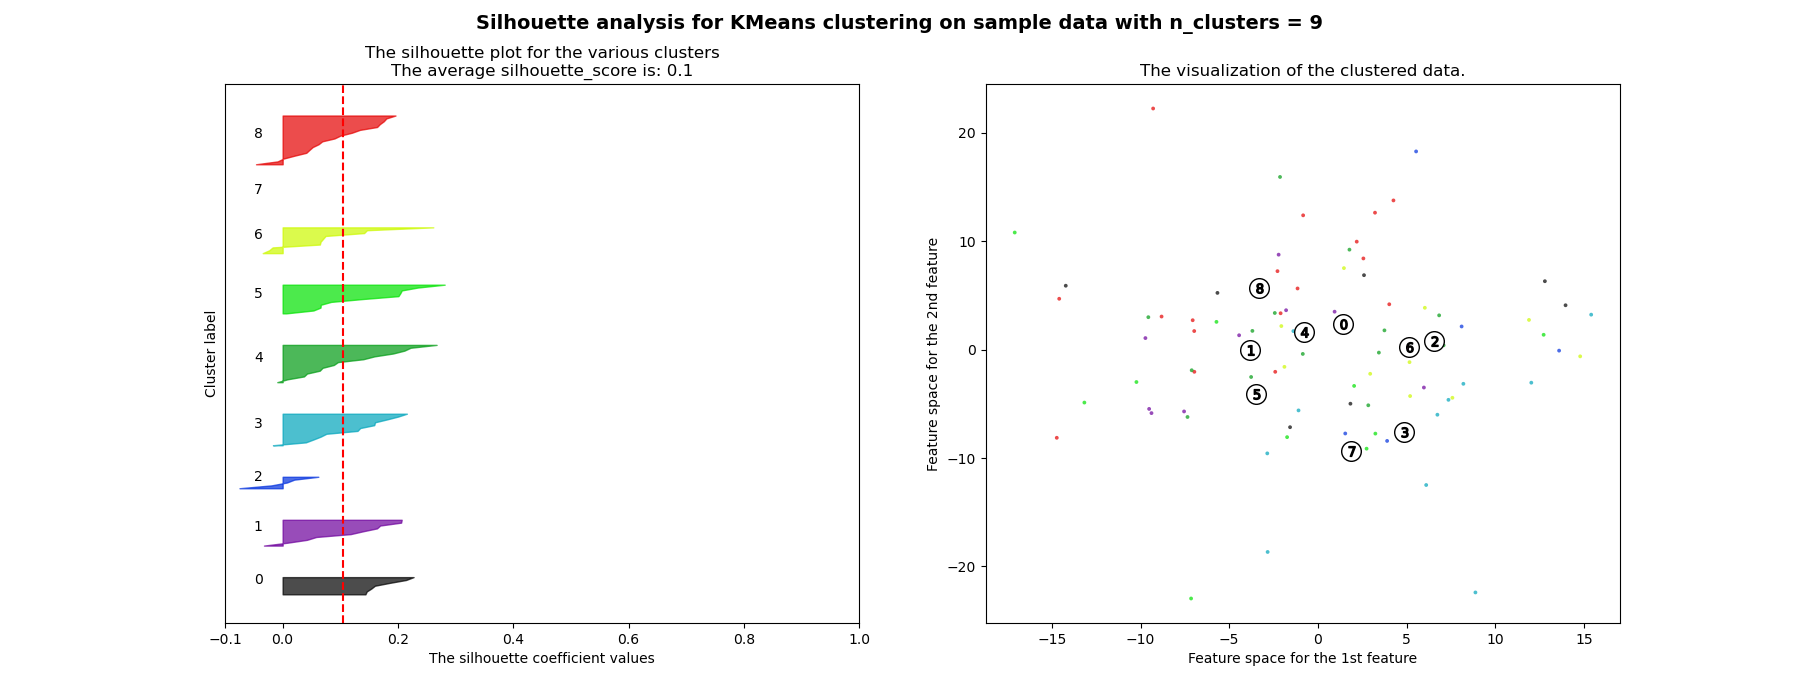 Silhouette analysis for KMeans clustering on sample data with n_clusters = 9
The silhouette plot for the various clusters
The average silhouette_score is: 0.1
8
7
6
5
4
3
2
1
0
Cluster label
−0.1 0.0 0.2 0.4 0.6 0.8 1.0
The silhouette coefficient values
The visualization of the clustered data.
20
10
0
−10
−20
Feature space for the 2nd feature
8
0
4
2
6
1
5
3
7
−15 −10 −5 0 5 10 15
Feature space for the 1st feature